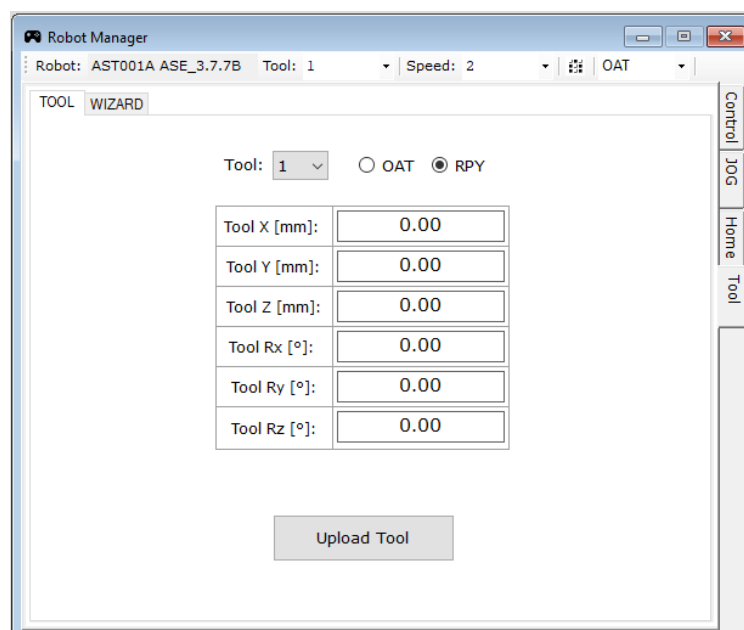 Robot Manager
Robot: AST001A ASE_3.7.7B Tool: 1 Speed: 2 OAT
TOOL WIZARD
Control
JOG
Home
Tool
Tool: 1 OAT RPY
Tool X [mm]: 0.00
Tool Y [mm]: 0.00
Tool Z [mm]: 0.00
Tool Rx [°]: 0.00
Tool Ry [°]: 0.00
Tool Rz [°]: 0.00
Upload Tool